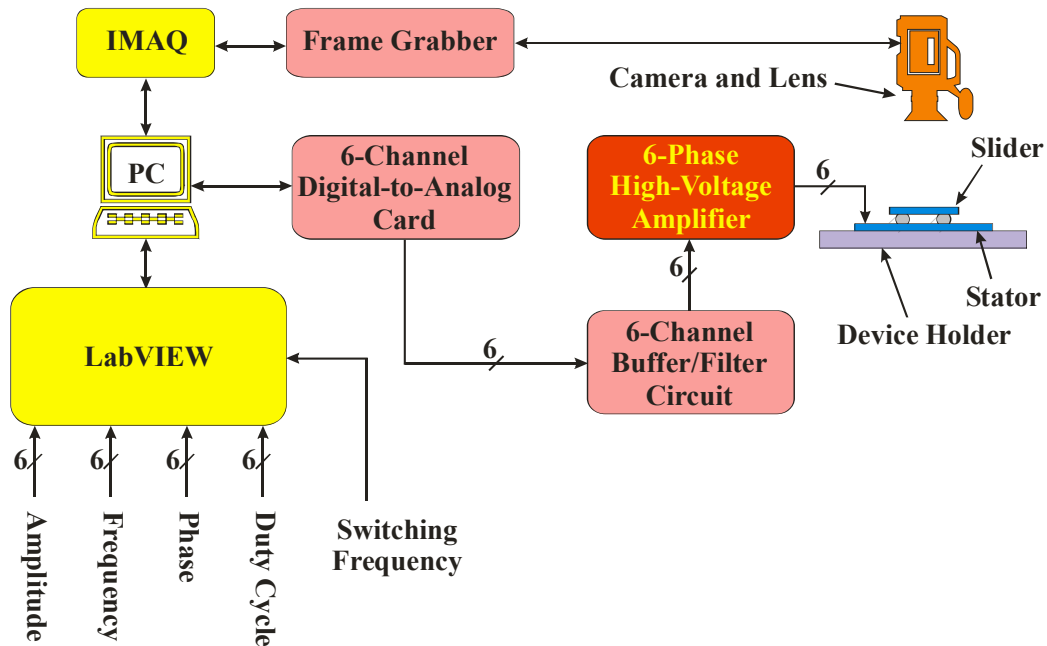 IMAQ
Frame Grabber
Camera and Lens
PC
6-Channel
Digital-to-Analog
Card
6-Phase
High-Voltage
Amplifier
6
Slider
6
Stator
Device Holder
LabVIEW
6
6-Channel
Buffer/Filter
Circuit
6
6
6
6
Amplitude
Frequency
Phase
Duty Cycle
Switching
Frequency